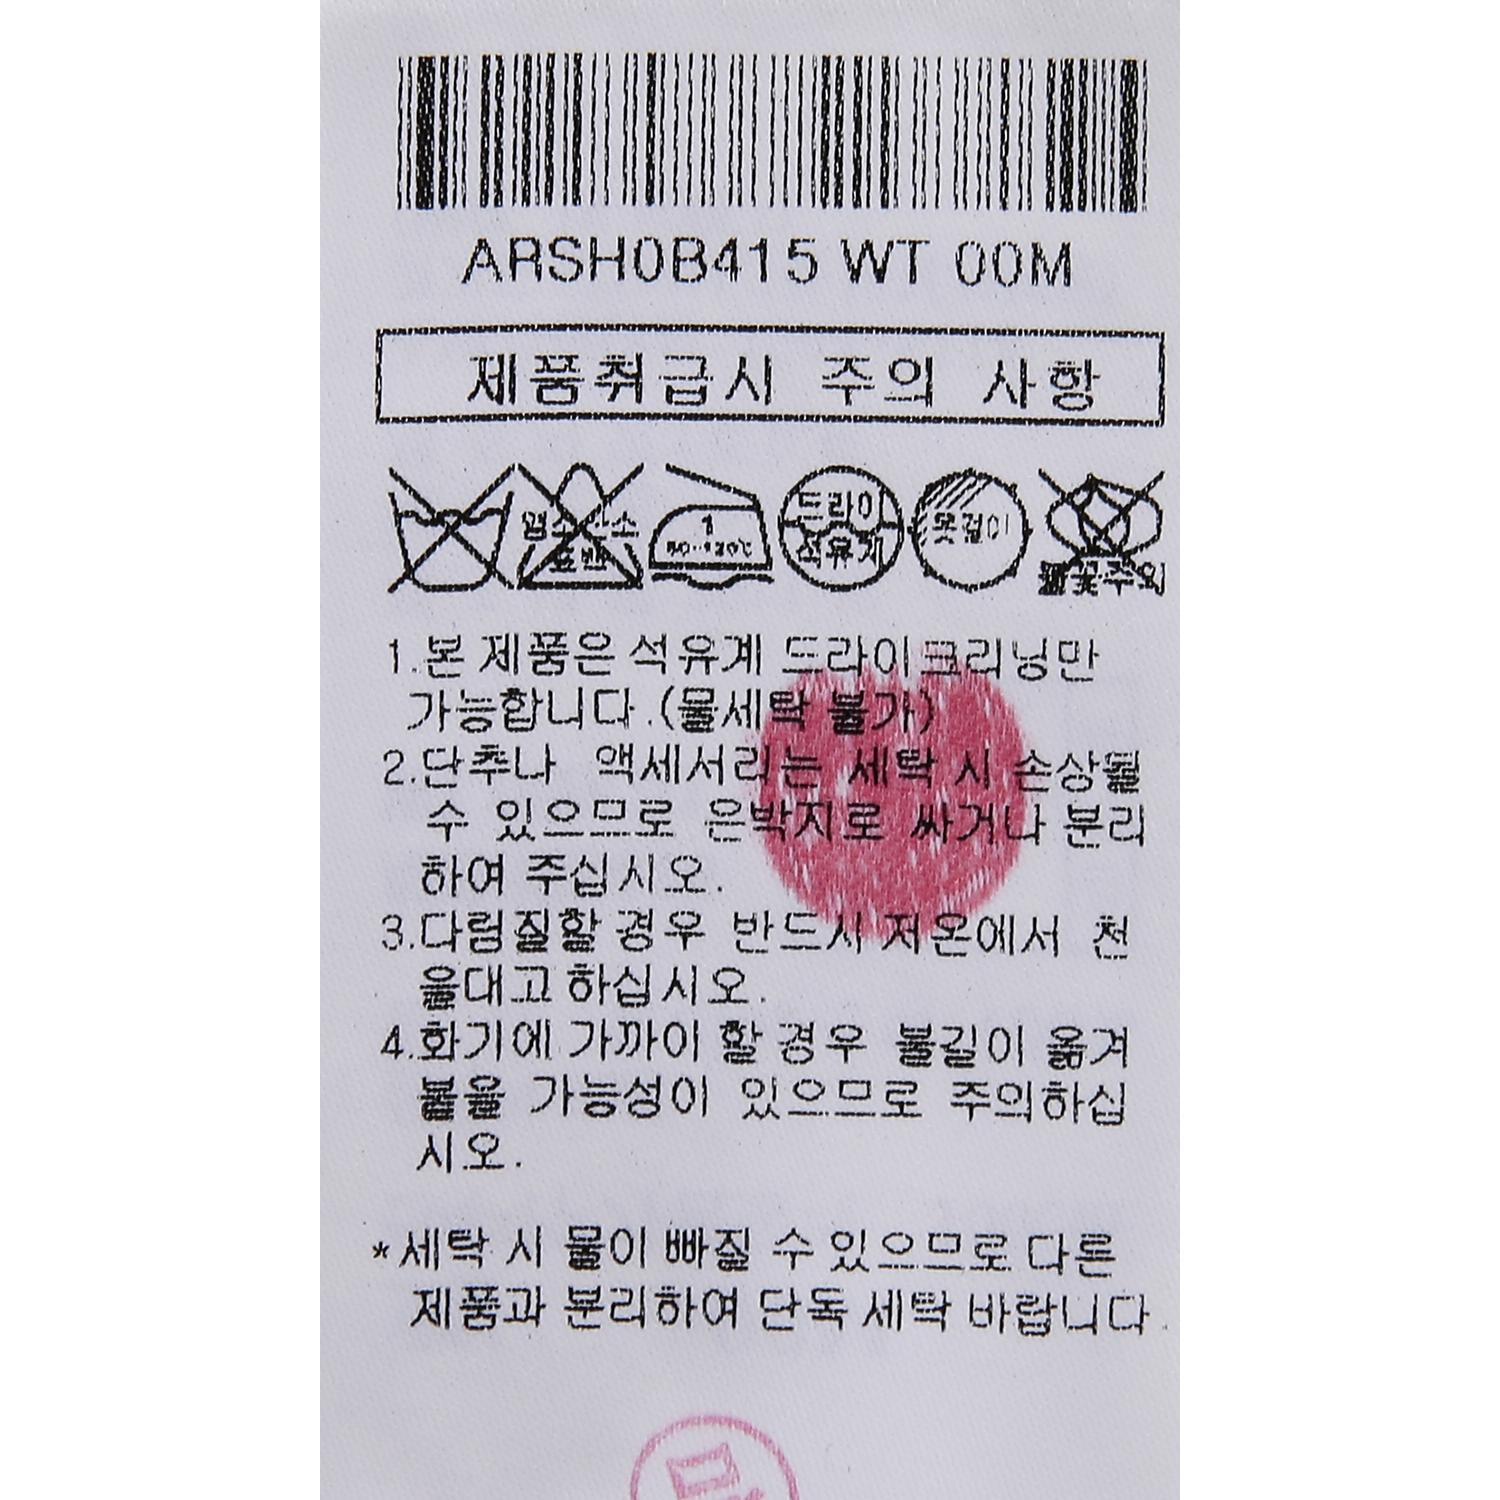 ARSH0B415 WT 00M
제품취급시 주의 사항
염소 산소
표백
1
80~120℃
드라이
석유계
옷걸이
불꽃주의
1.본 제품은 석유계 드라이크리닝만
가능합니다.(물세탁 불가)
2.단추나 액세서리는 세탁 시 손상될
수 있으므로 은박지로 싸거나 분리
하여 주십시오.
3.다림질할 경우 반드시 저온에서 천
을대고 하십시오.
4.화기에 가까이 할 경우 불길이 옮겨
붙을 가능성이 있으므로 주의하십
시오.
*세탁 시 물이 빠질 수 있으므로 다른
제품과 분리하여 단독 세탁 바랍니다.